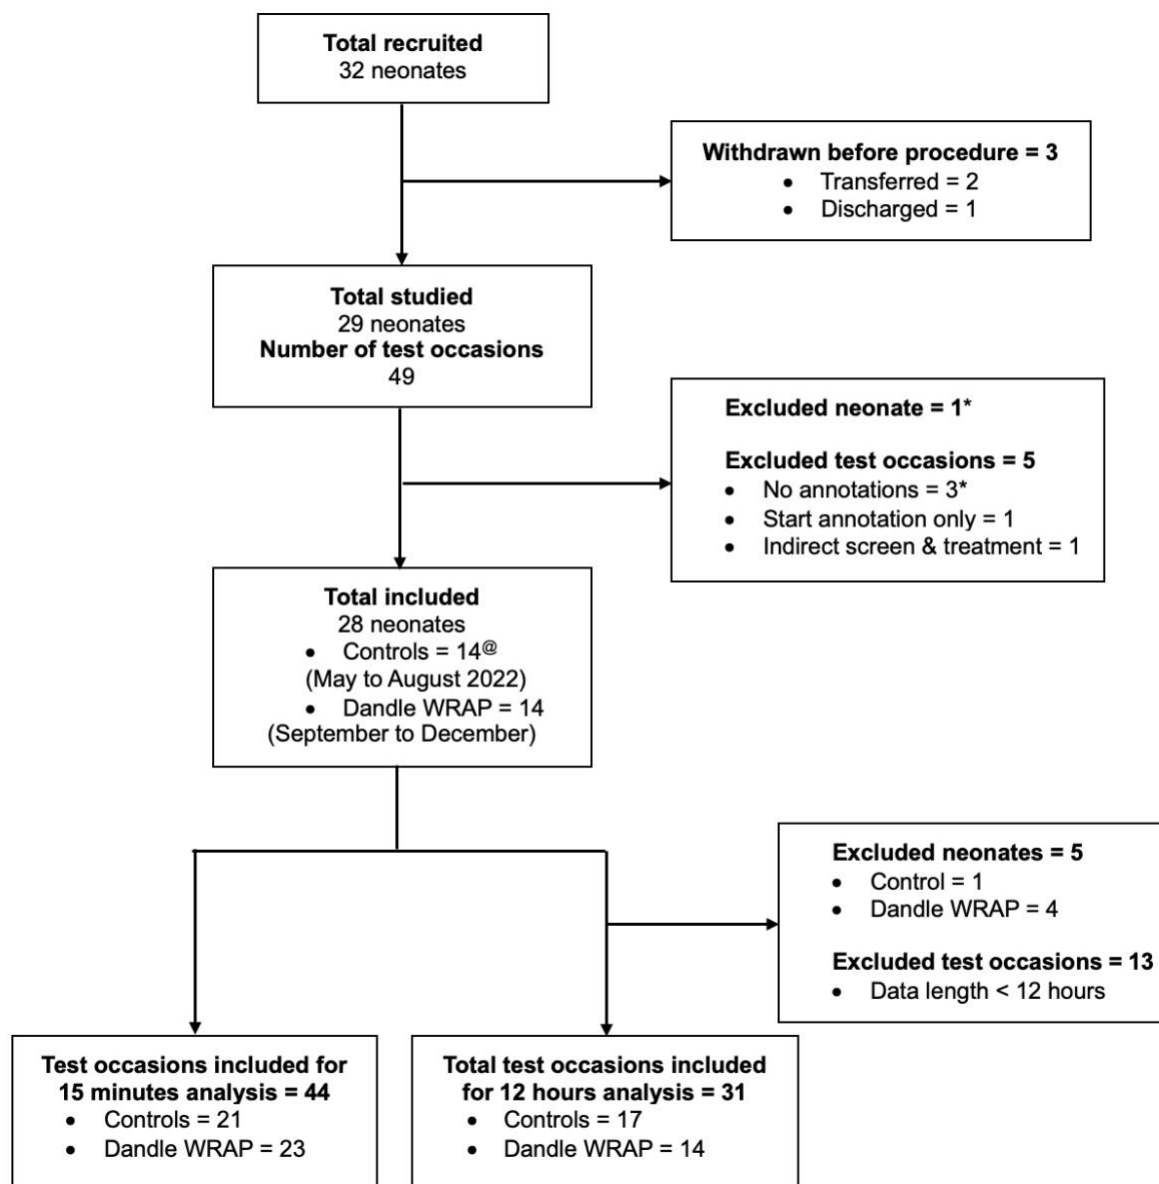 Total recruited
32 neonates
Withdrawn before procedure = 3
• Transferred = 2
• Discharged = 1
Total studied
29 neonates
Number of test occasions
49
Excluded neonate = 1*
Excluded test occasions = 5
• No annotations = 3*
• Start annotation only = 1
• Indirect screen & treatment = 1
Total included
28 neonates
• Controls = 14@
(May to August 2022)
• Dandle WRAP = 14
(September to December)
Excluded neonates = 5
• Control = 1
• Dandle WRAP = 4
Excluded test occasions = 13
• Data length < 12 hours
Test occasions included for
15 minutes analysis = 44
• Controls = 21
• Dandle WRAP = 23
Total test occasions included
for 12 hours analysis = 31
• Controls = 17
• Dandle WRAP = 14